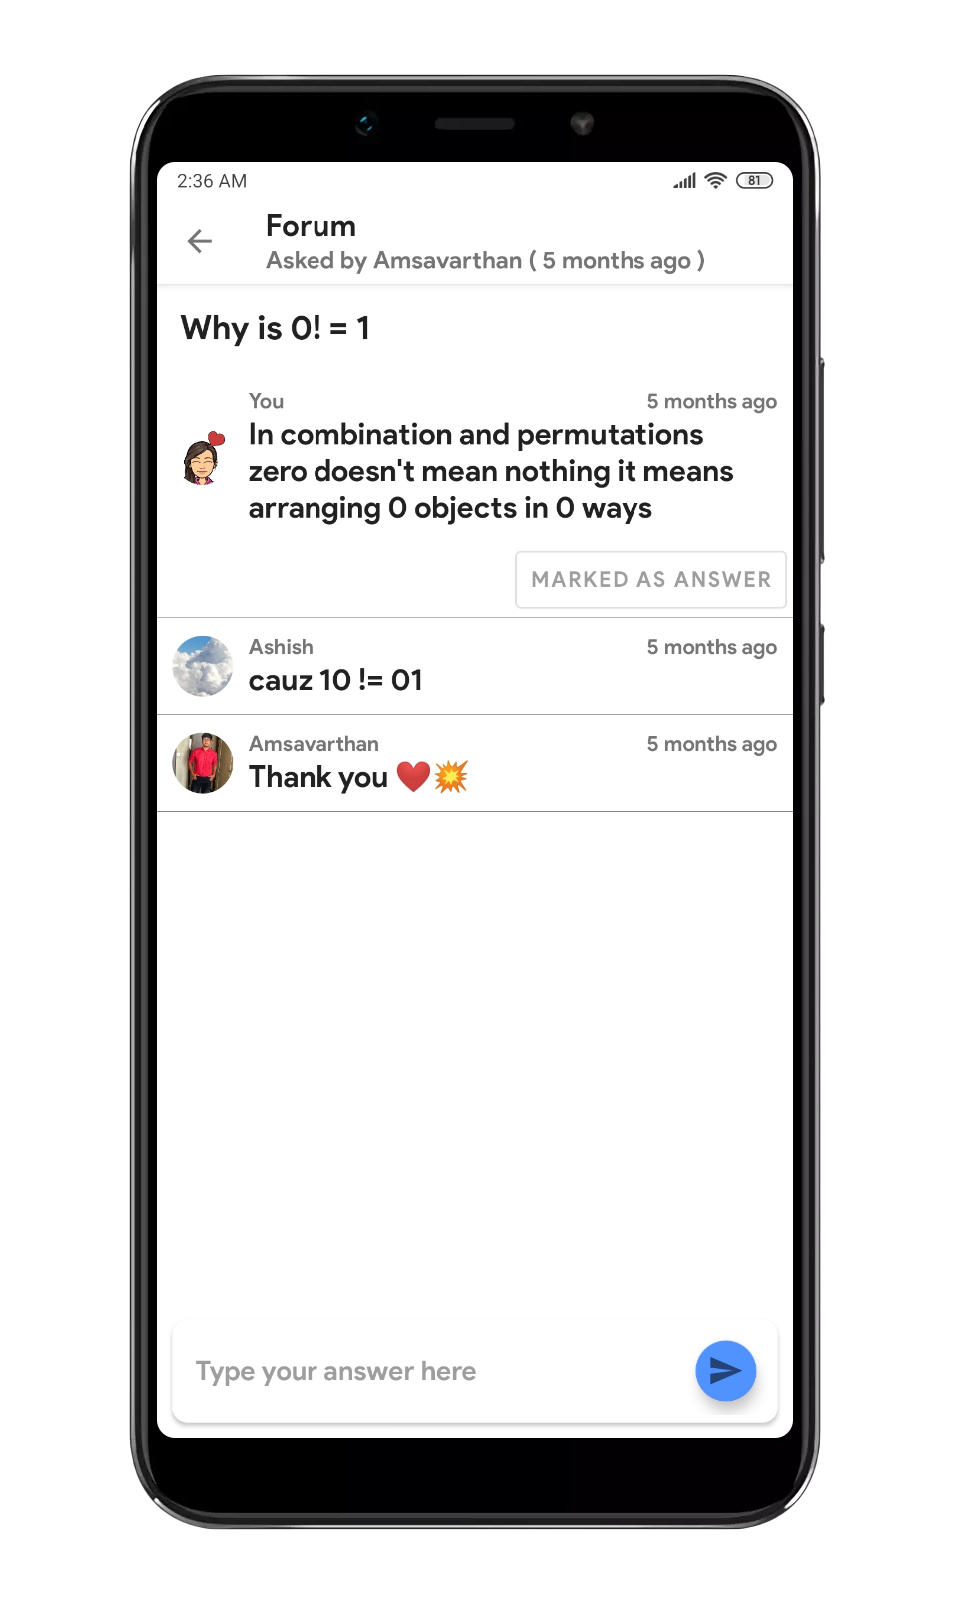 2:36 AM 81
Forum
Asked by Amsavarthan ( 5 months ago )
Why is 0! = 1
You 5 months ago
In combination and permutations
zero doesn't mean nothing it means
arranging 0 objects in 0 ways
MARKED AS ANSWER
Ashish 5 months ago
cauz 10 != 01
Amsavarthan 5 months ago
Thank you ❤️💥
Type your answer here